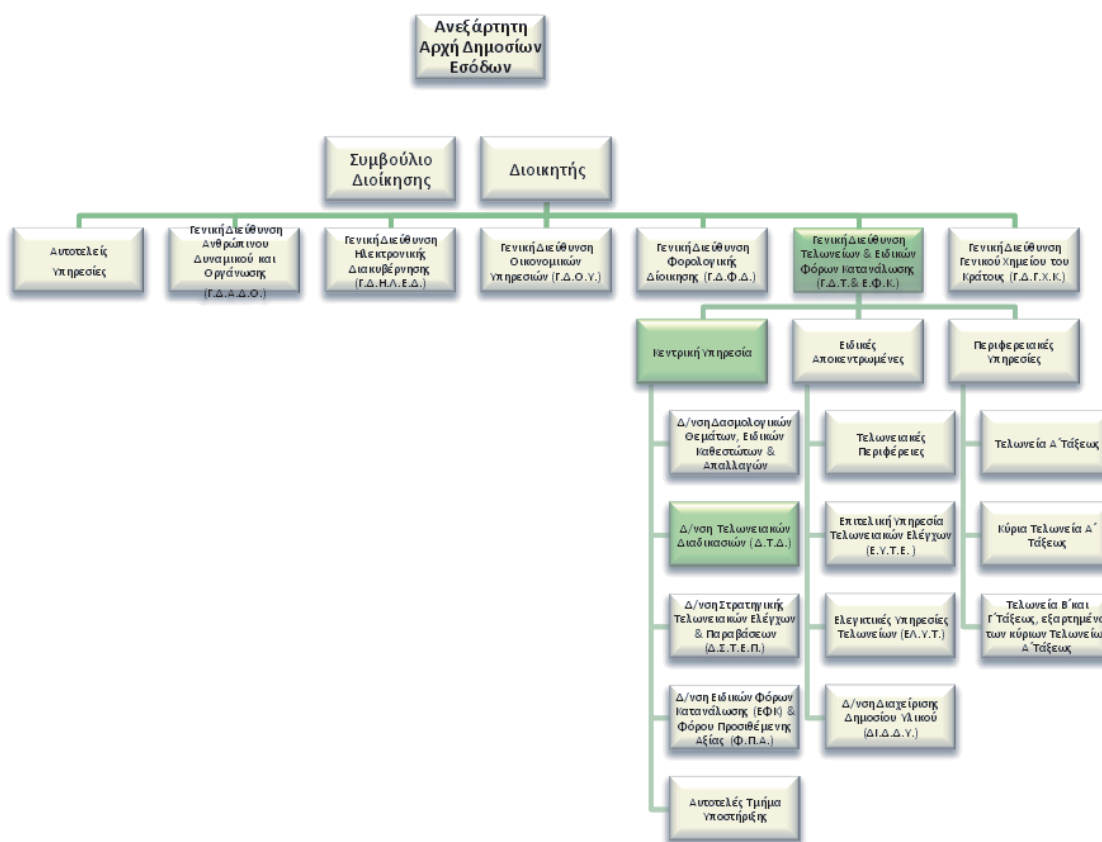 Ανεξάρτητη
Αρχή Δημοσίων
Εσόδων
Συμβούλιο
Διοίκησης
Διοικητής
Αυτοτελείς
Υπηρεσίες
Γενική Διεύθυνση
Ανθρώπινου
Δυναμικού και
Οργάνωσης
(Γ.Δ.Α.Δ.Ο.)
Γενική Διεύθυνση
Ηλεκτρονικής
Διακυβέρνησης
(Γ.Δ.Η.Λ.Ε.Δ.)
Γενική Διεύθυνση
Οικονομικών
Υπηρεσιών (Γ.Δ.Ο.Υ.)
Γενική Διεύθυνση
Φορολογικής
Δίοικησης (Γ.Δ.Φ.Δ.)
Γενική Διεύθυνση
Τελωνείων & Ειδικών
Φόρων Κατανάλωσης
(Γ.Δ.Τ.& Ε.Φ.Κ.)
Γενική Διεύθυνση
Γενικού Χημείου του
Κράτους (Γ.Δ.Γ.Χ.Κ.)
Κεντρική Υπηρεσία
Ειδικές
Αποκεντρωμένες
Περιφερειακές
Υπηρεσίες
Δ/νση Δασμολογικών
Θεμάτων, Ειδικών
Καθεστώτων &
Απαλλαγών
Τελωνειακές
Περιφέρειες
Τελωνεία Α΄Τάξεως
Δ/νση Τελωνειακών
Διαδικασιών (Δ.Τ.Δ.)
Επιτελική Υπηρεσία
Τελωνειακών Ελέγχων
(Ε.Υ.Τ.Ε. )
Κύρια Τελωνεία Α΄
Τάξεως
Δ/νση Στρατηγικής
Τελωνειακών Ελέγχων
& Παραβάσεων
(Δ.Σ.Τ.Ε.Π.)
Ελεγκτικές Υπηρεσίες
Τελωνείων (ΕΛ.Υ.Τ.)
Τελωνεία Β΄και
Γ΄Τάξεως, εξαρτημένα
των κύριων Τελωνείων
Α΄Τάξεως
Δ/νση Ειδικών Φόρων
Κατανάλωσης (ΕΦΚ) &
Φόρου Προσιθέμενης
Αξίας (Φ.Π.Α.)
Δ/νση Διαχείρισης
Δημοσίου Υλικού
(ΔΙ.Δ.Δ.Υ.)
Αυτοτελές Τμήμα
Υποστήριξης